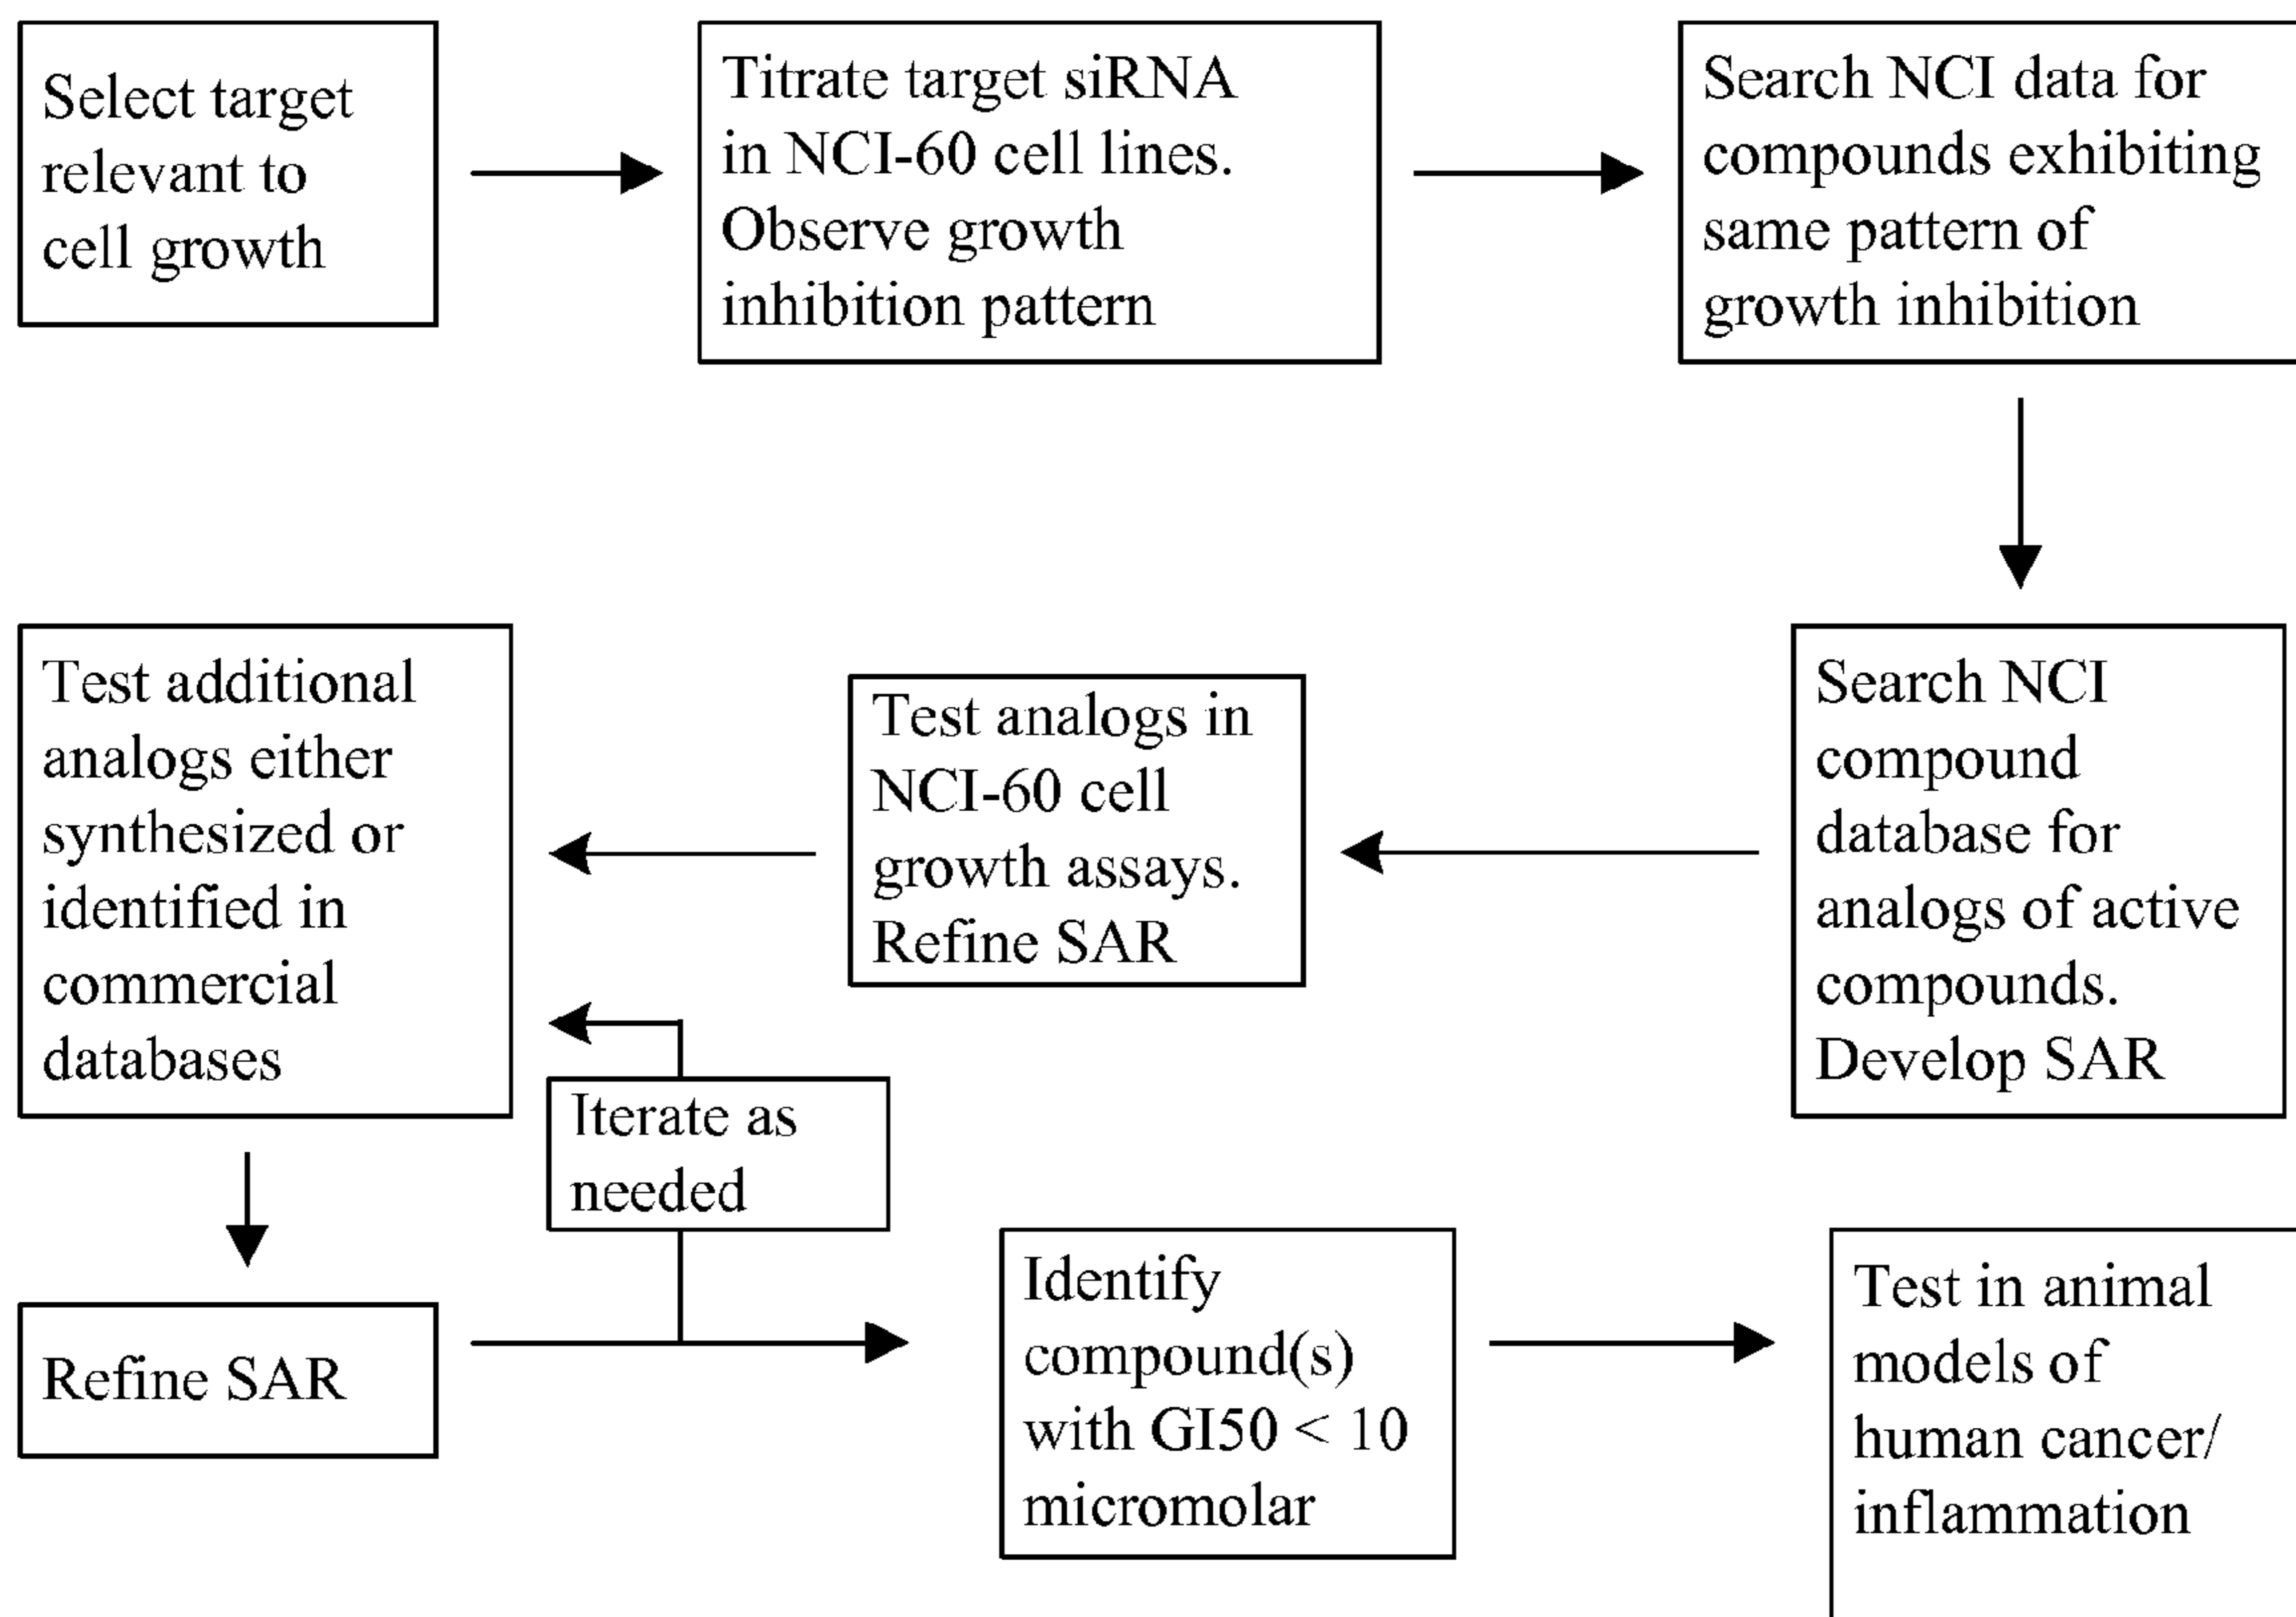 Select target
relevant to
cell growth
Titrate target siRNA
in NCI-60 cell lines.
Observe growth
inhibition pattern
Search NCI data for
compounds exhibiting
same pattern of
growth inhibition
Search NCI
compound
database for
analogs of active
compounds.
Develop SAR
Test analogs in
NCI-60 cell
growth assays.
Refine SAR
Test additional
analogs either
synthesized or
identified in
commercial
databases
Refine SAR
Iterate as
needed
Identify
compound(s)
with GI50 < 10
micromolar
Test in animal
models of
human cancer/
inflammation